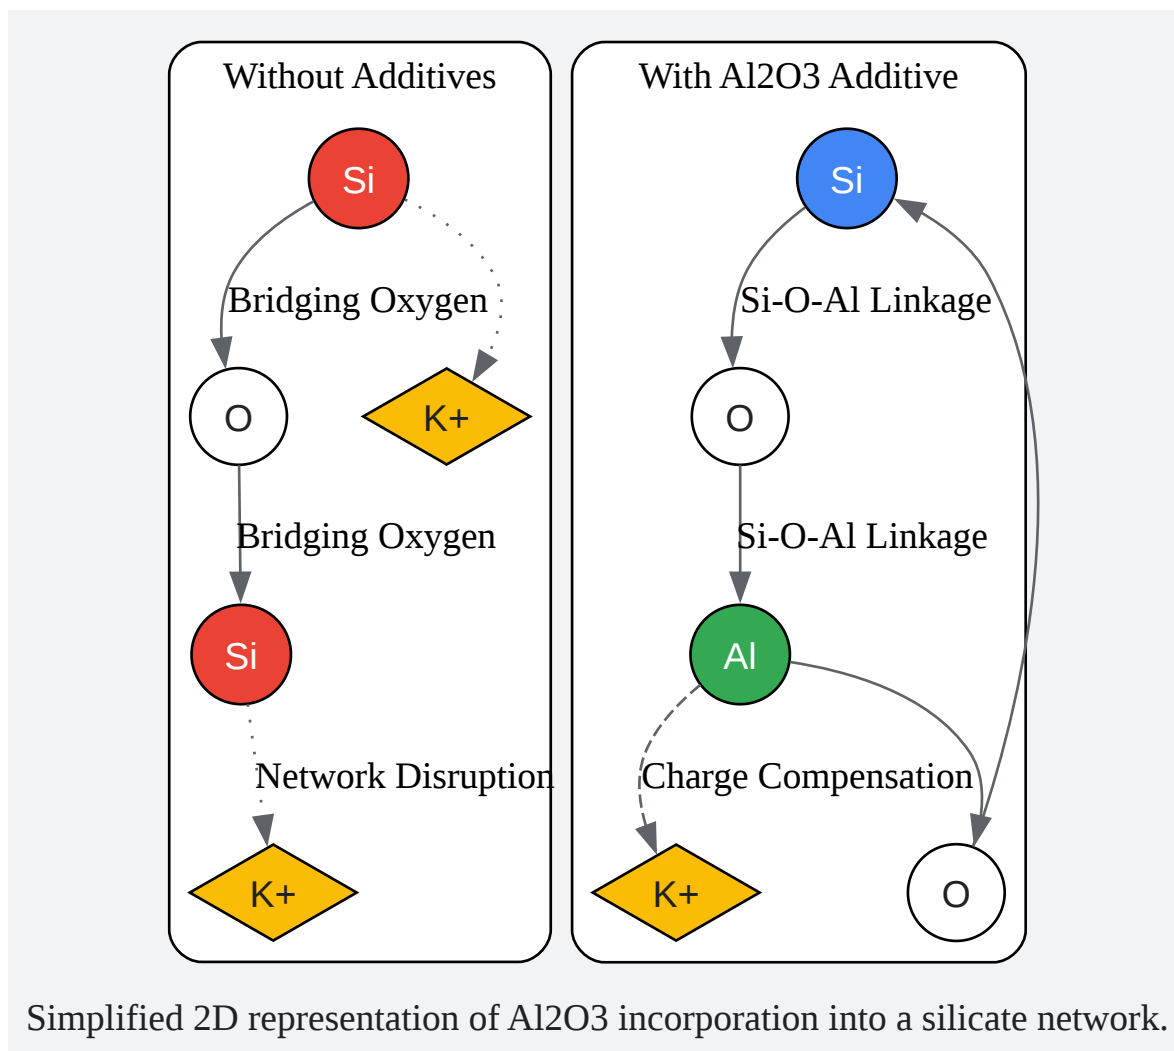 Without Additives
Si
Bridging Oxygen
O
K+
Bridging Oxygen
Si
Network Disruption
K+
With Al2O3 Additive
Si
Si-O-Al Linkage
O
Si-O-Al Linkage
Al
Charge Compensation
K+
O
Simplified 2D representation of Al2O3 incorporation into a silicate network.